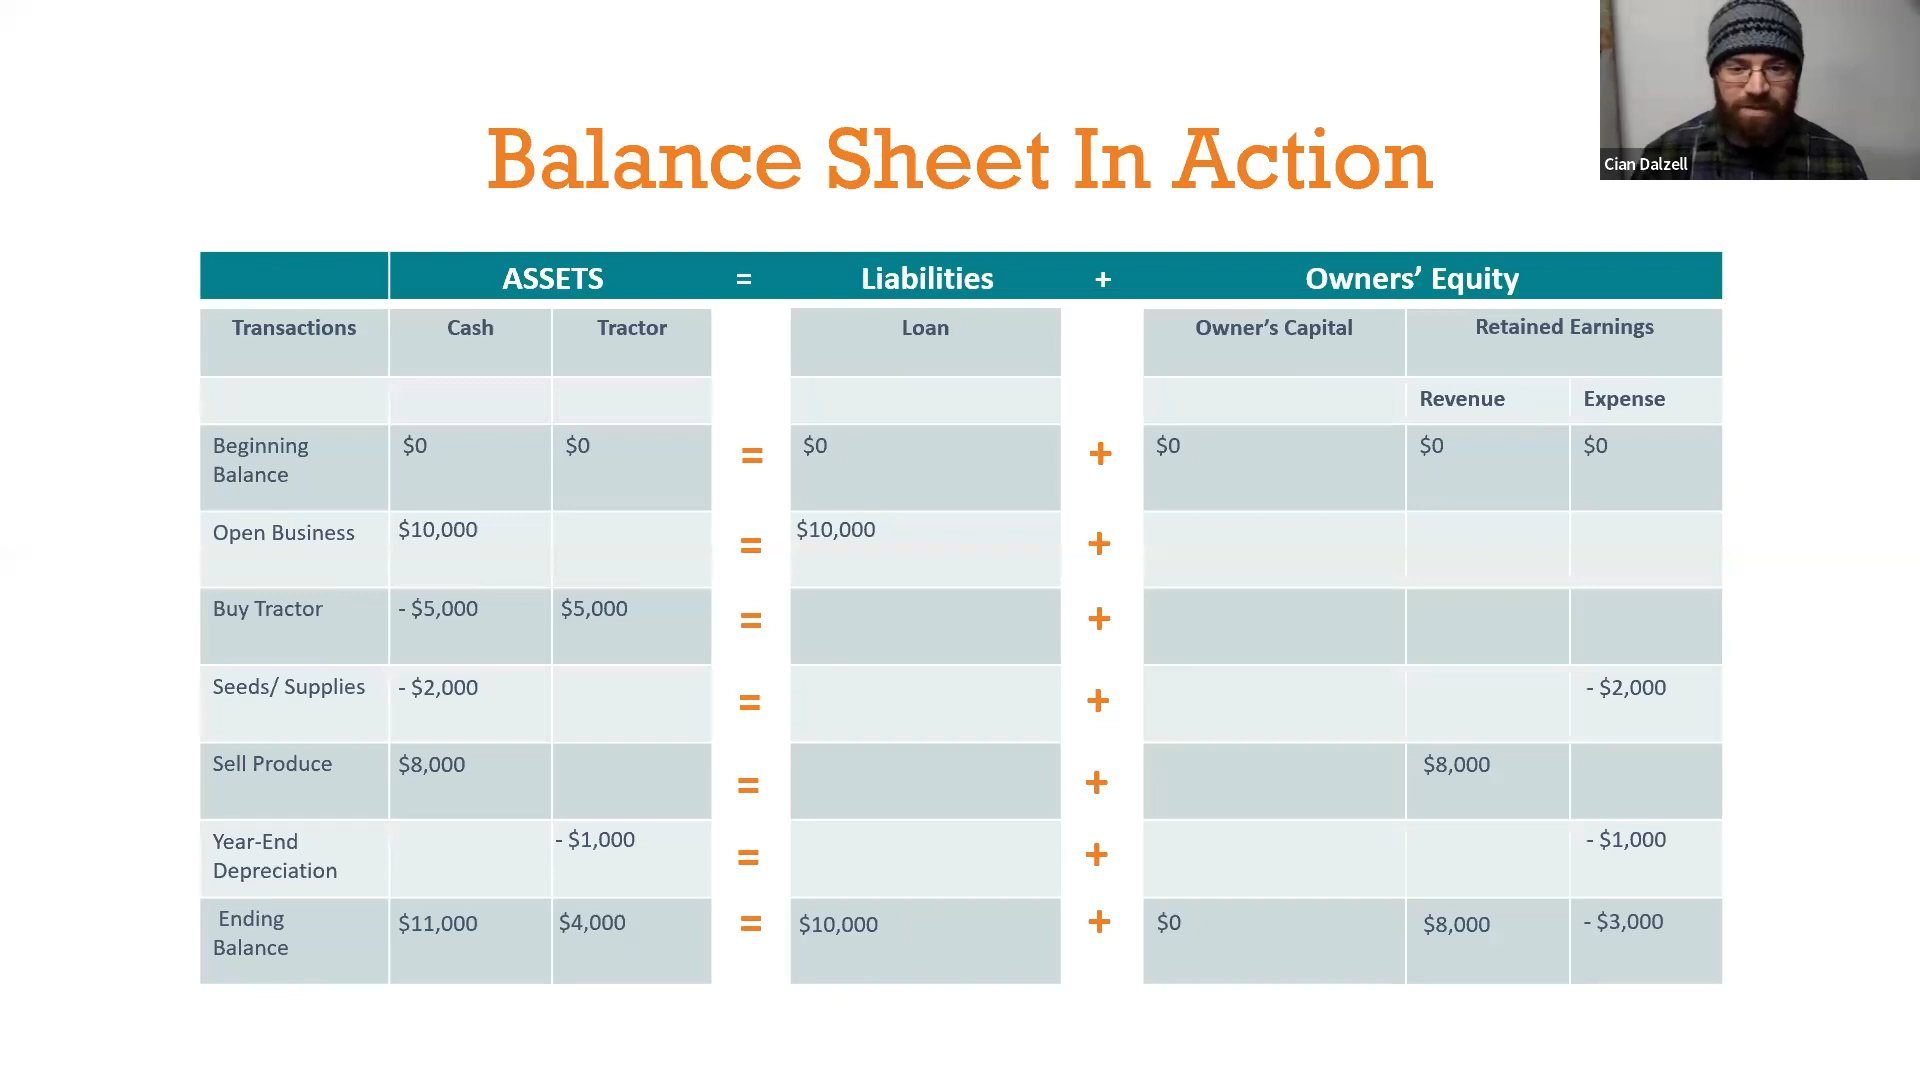 Cian Dalzell
Balance Sheet In Action
ASSETS = Liabilities + Owners’ Equity
Transactions Cash Tractor Loan Owner’s Capital Retained Earnings
Revenue Expense
Beginning
Balance
$0 $0 = $0 + $0 $0 $0
Open Business $10,000 = $10,000 +
Buy Tractor - $5,000 $5,000 = +
Seeds/ Supplies - $2,000 = + - $2,000
Sell Produce $8,000 = + $8,000
Year-End
Depreciation
- $1,000 = + - $1,000
Ending
Balance
$11,000 $4,000 = $10,000 + $0 $8,000 - $3,000